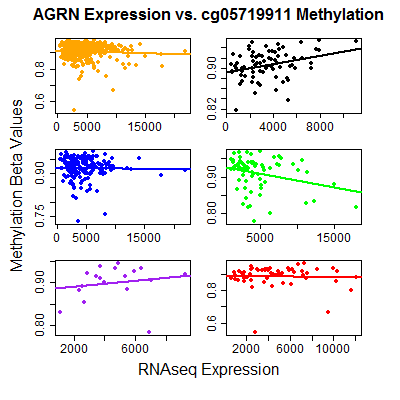 AGRN Expression vs. cg05719911 Methylation
Methylation Beta Values
0.6 0.8
0 5000 15000
0.82 0.90
0 4000 8000
0.75 0.90
0 5000 15000
0.80 0.90
5000 15000
0.80 0.90
2000 6000
0.6 0.8
2000 6000 10000
RNAseq Expression